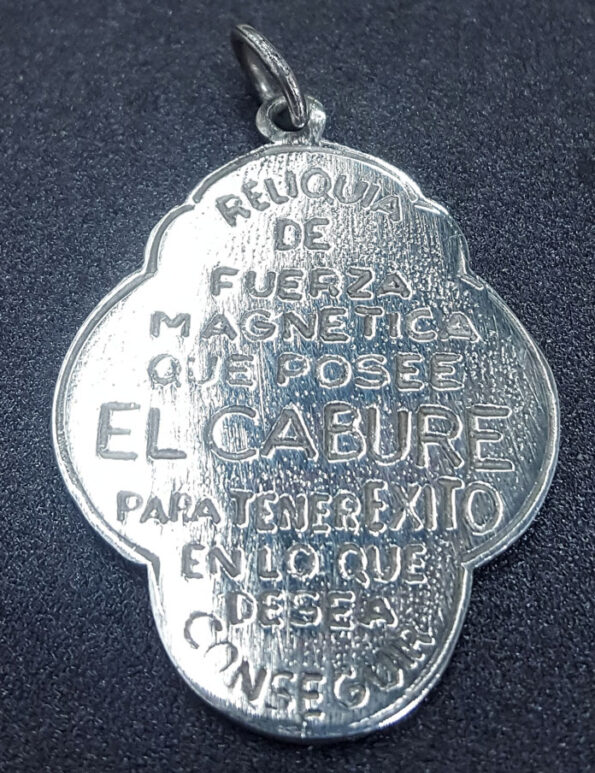 RELIQUIA
DE
FUERZA
MAGNETICA
QUE POSEE
EL CABURE
PARA TENER EXITO
EN LO QUE
DESEA
CONSEGUIR